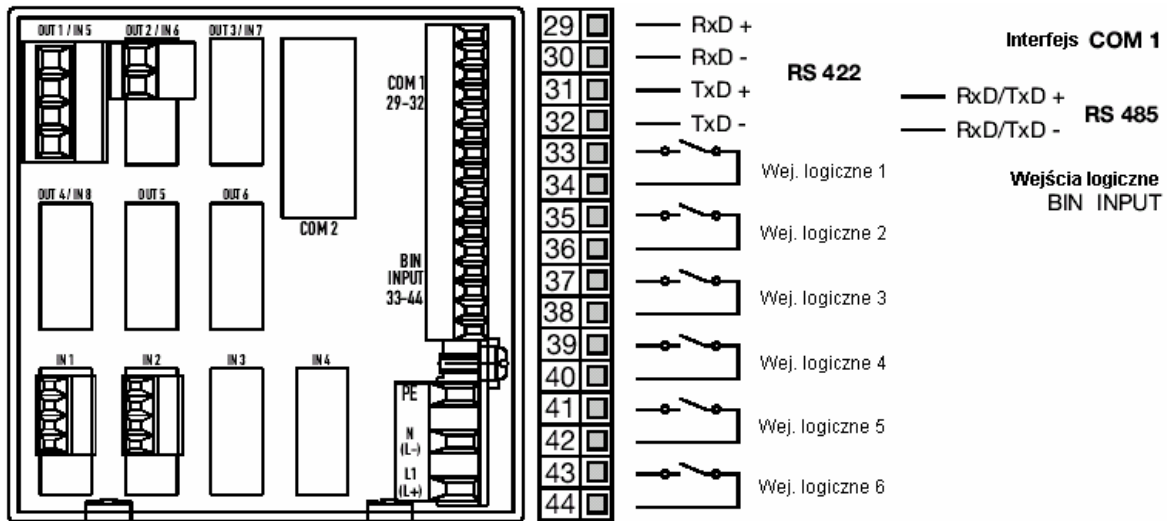 OUT 1 / IN 5
OUT 2 / IN 6
OUT 3 / IN 7
COM 1
29-32
OUT 4 / IN 8
OUT 5
OUT 6
COM 2
BIN
INPUT
33-44
IN 1
IN 2
IN 3
IN 4
PE
N
(L-)
L1
(L+)
29
RxD +
30
RxD -
31
TxD +
32
TxD -
RS 422
Interfejs COM 1
RxD/TxD +
RxD/TxD -
RS 485
33
34
Wej. logiczne 1
Wejścia logiczne
BIN INPUT
35
36
Wej. logiczne 2
37
38
Wej. logiczne 3
39
40
Wej. logiczne 4
41
42
Wej. logiczne 5
43
44
Wej. logiczne 6